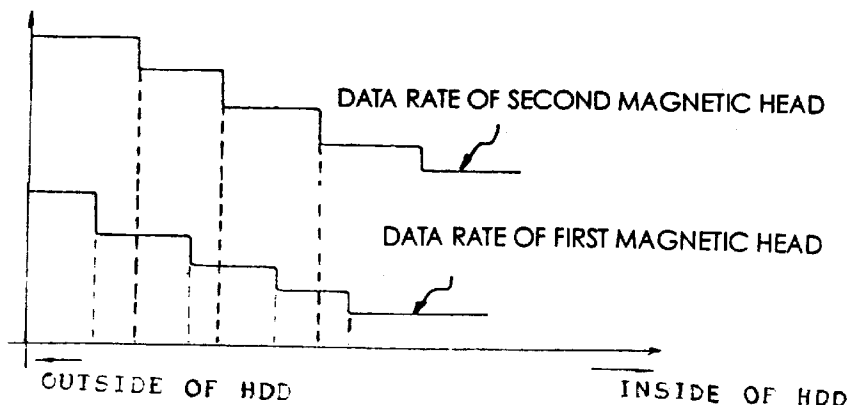 DATA RATE OF SECOND MAGNETIC HEAD
DATA RATE OF FIRST MAGNETIC HEAD
OUTSIDE OF HDD
INSIDE OF HDD